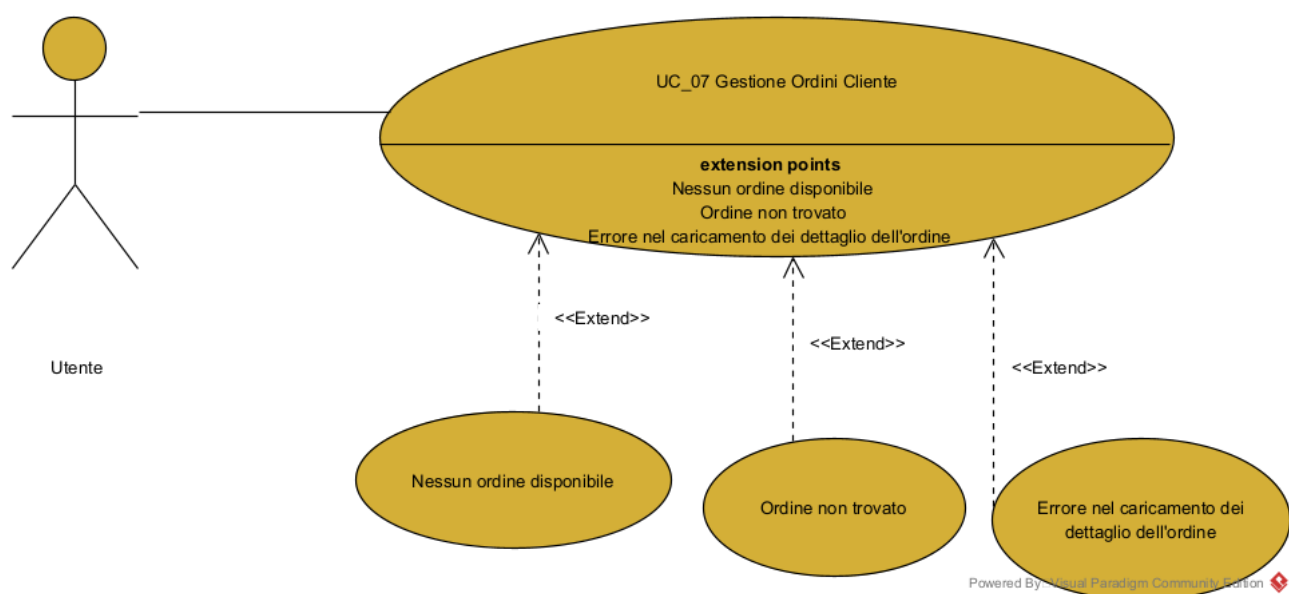 UC_07 Gestione Ordini Cliente
extension points
Nessun ordine disponibile
Ordine non trovato
Errore nel caricamento dei dettaglio dell'ordine
<<Extend>>
<<Extend>>
<<Extend>>
Utente
Nessun ordine disponibile
Ordine non trovato
Errore nel caricamento dei
dettaglio dell'ordine
Powered By: Visual Paradigm Community Edition